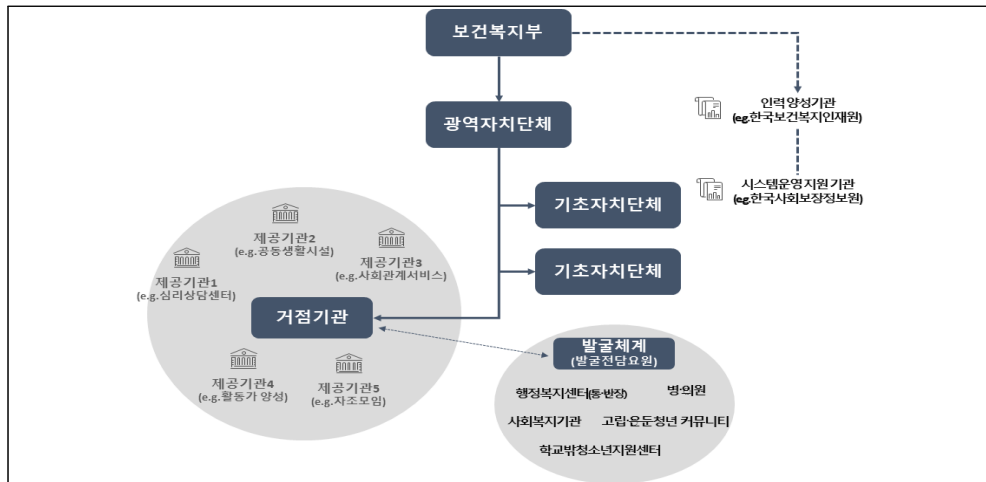 보건복지부
인력 양성기관
(eg.한국보건복지인재원)
광역자치단체
시스템운영 지원 기관
(eg.한국사회보장정보원)
기초자치단체
기초자치단체
제공기관2
(e.g.공동생활시설)
제공기관3
(e.g.사회관계서비스)
제공기관1
(e.g.심리상담센터)
거점기관
제공기관4
(e.g.활동가 양성)
제공기관5
(e.g.자조모임)
발굴체계
(발굴전담요원)
행정복지센터(통·반장)
병·의원
사회복지기관
고립·은둔청년 커뮤니티
학교밖청소년지원센터